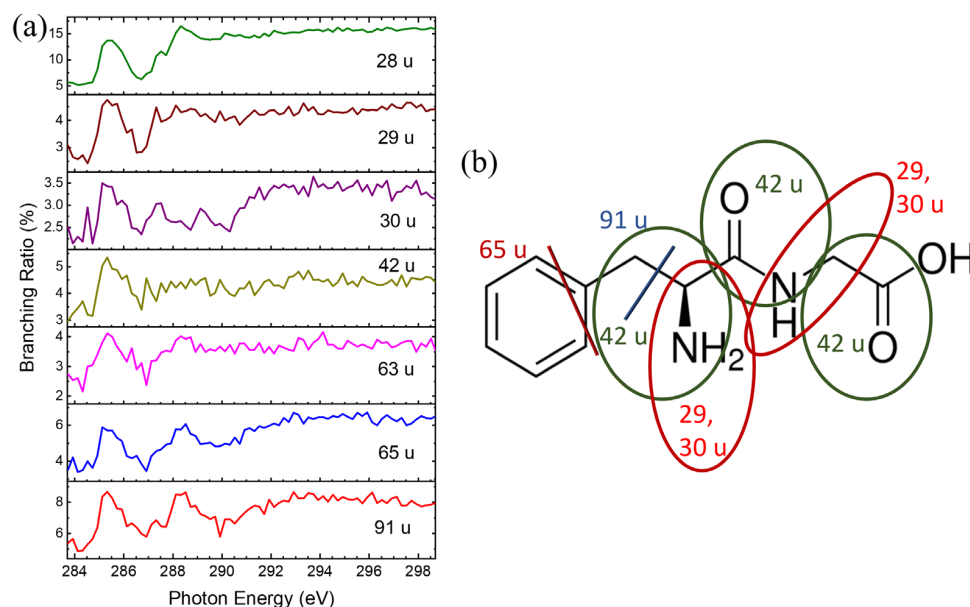 (a)
15
10
5
28 u
4
3
29 u
3.5
3.0
2.5
30 u
5
4
3
42 u
4
3
2
63 u
6
4
65 u
8
6
91 u
284 286 288 290 292 294 296 298
Photon Energy (eV)
Branching Ratio (%)
(b)
42 u
29,
30 u
65 u
91 u
O
N
H
OH
42 u
NH2
42 u
O
29,
30 u